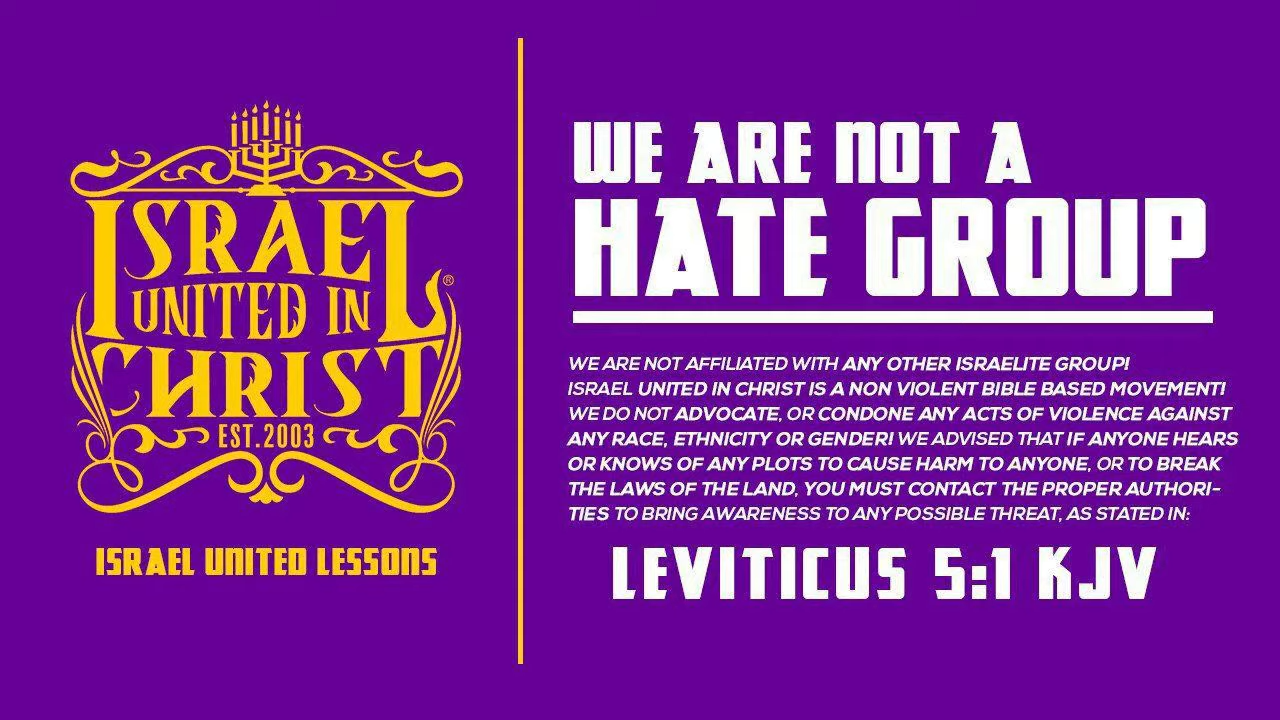 ISRAEL
UNITED IN
CHRIST
®
EST.2003
ISRAEL UNITED LESSONS
WE ARE NOT A
HATE GROUP
WE ARE NOT AFFILIATED WITH ANY OTHER ISRAELITE GROUP!
ISRAEL UNITED IN CHRIST IS A NON VIOLENT BIBLE BASED MOVEMENT!
WE DO NOT ADVOCATE, OR CONDONE ANY ACTS OF VIOLENCE AGAINST
ANY RACE, ETHNICITY OR GENDER! WE ADVISED THAT IF ANYONE HEARS
OR KNOWS OF ANY PLOTS TO CAUSE HARM TO ANYONE, OR TO BREAK
THE LAWS OF THE LAND, YOU MUST CONTACT THE PROPER AUTHORI-
TIES TO BRING AWARENESS TO ANY POSSIBLE THREAT, AS STATED IN:
LEVITICUS 5:1 KJV